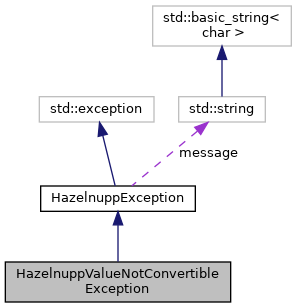 std::basic_string<
char >
std::exception
std::string
message
HazelnuppException
HazelnuppValueNotConvertible
Exception